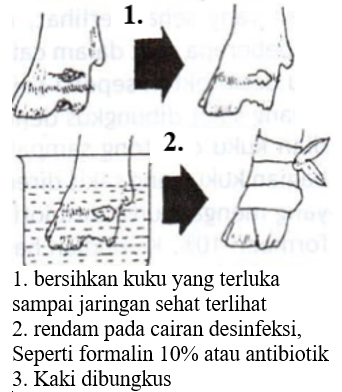 1.
2.
1. bersihkan kuku yang terluka
sampai jaringan sehat terlihat
2. rendam pada cairan desinfeksi,
Seperti formalin 10% atau antibiotik
3. Kaki dibungkus